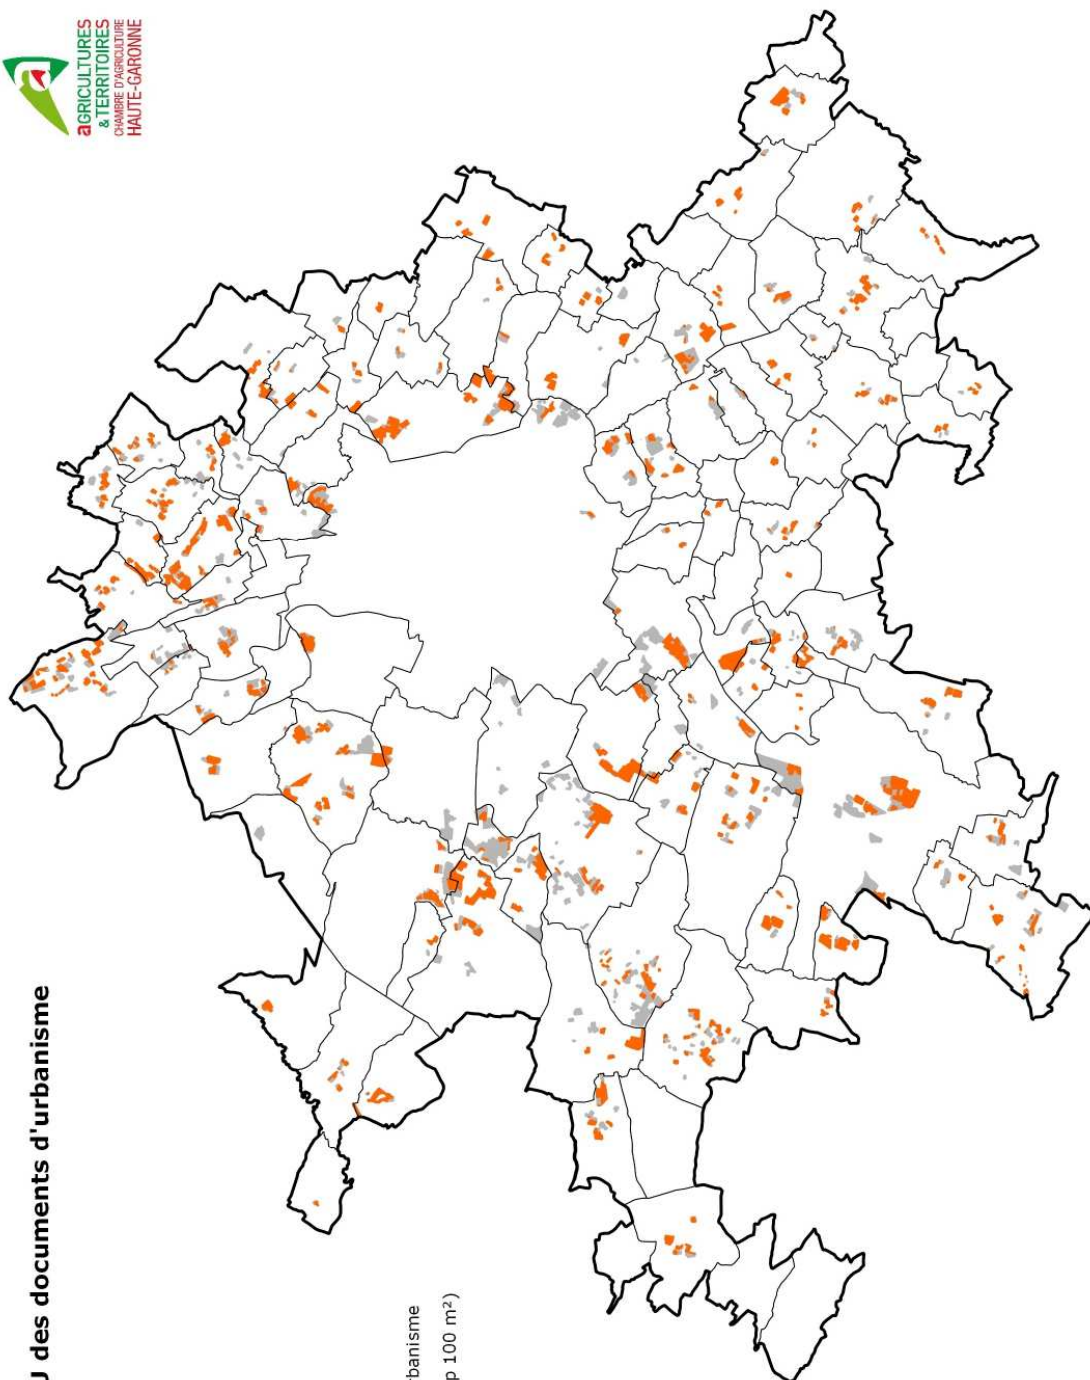 aGRICULTURES
& TERRITOIRES
CHAMBRE D'AGRICULTURE
HAUTE-GARONNE
U des documents d'urbanisme
rbanisme
p 100 m²)